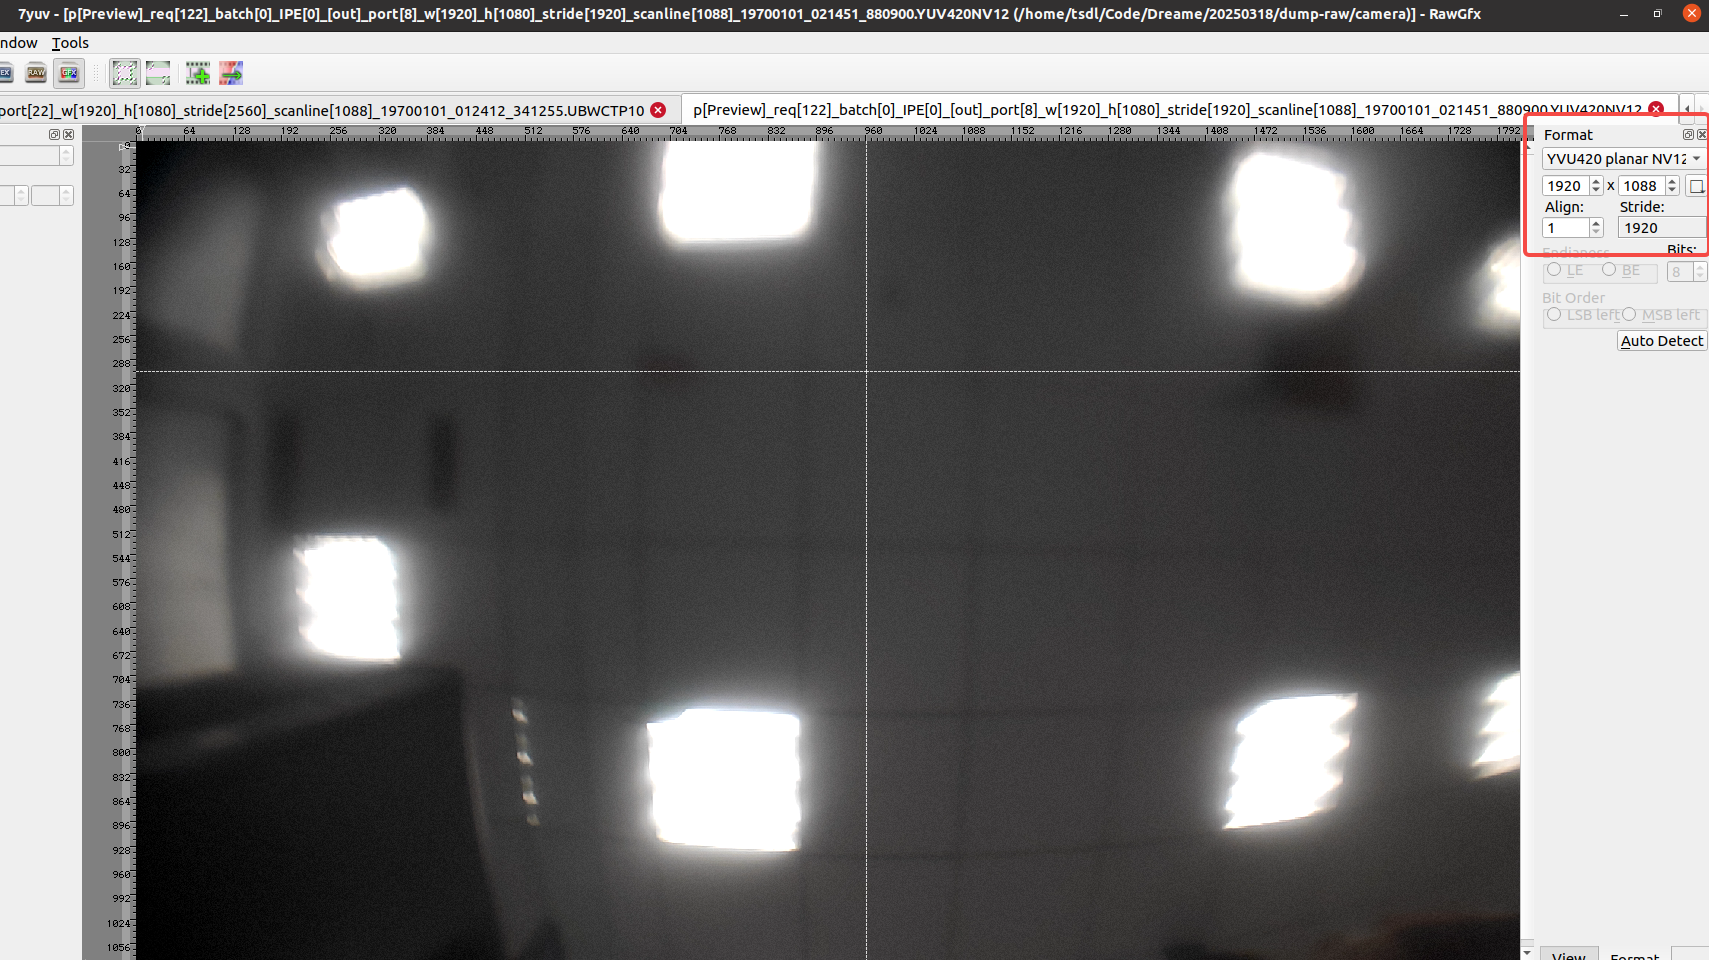 7yuv - [p[Preview]_req[122]_batch[0]_IPE[0]_[out]_port[8]_w[1920]_h[1080]_stride[1920]_scanline[1088]_19700101_021451_880900.YUV420NV12 (/home/tsdl/Code/Dreame/20250318/dump-raw/camera)] - RawGfx
ndow Tools
EX RAW GFX
port[22]_w[1920]_h[1080]_stride[2560]_scanline[1088]_19700101_012412_341255.UBWCTP10
p[Preview]_req[122]_batch[0]_IPE[0]_[out]_port[8]_w[1920]_h[1080]_stride[1920]_scanline[1088]_19700101_021451_880900.YUV420NV12
0 64 128 192 256 320 384 448 512 576 640 704 768 832 896 960 1024 1088 1152 1216 1280 1344 1408 1472 1536 1600 1664 1728 1792
32
64
96
128
160
192
224
256
288
320
352
384
416
448
480
512
544
576
608
640
672
704
736
768
800
832
864
896
928
960
992
1024
1056
Format
YVU420 planar NV12
1920 x 1088
Align: Stride:
1 1920
Endianess Bits:
LE BE 8
Bit Order
LSB left MSB left
Auto Detect
View Format